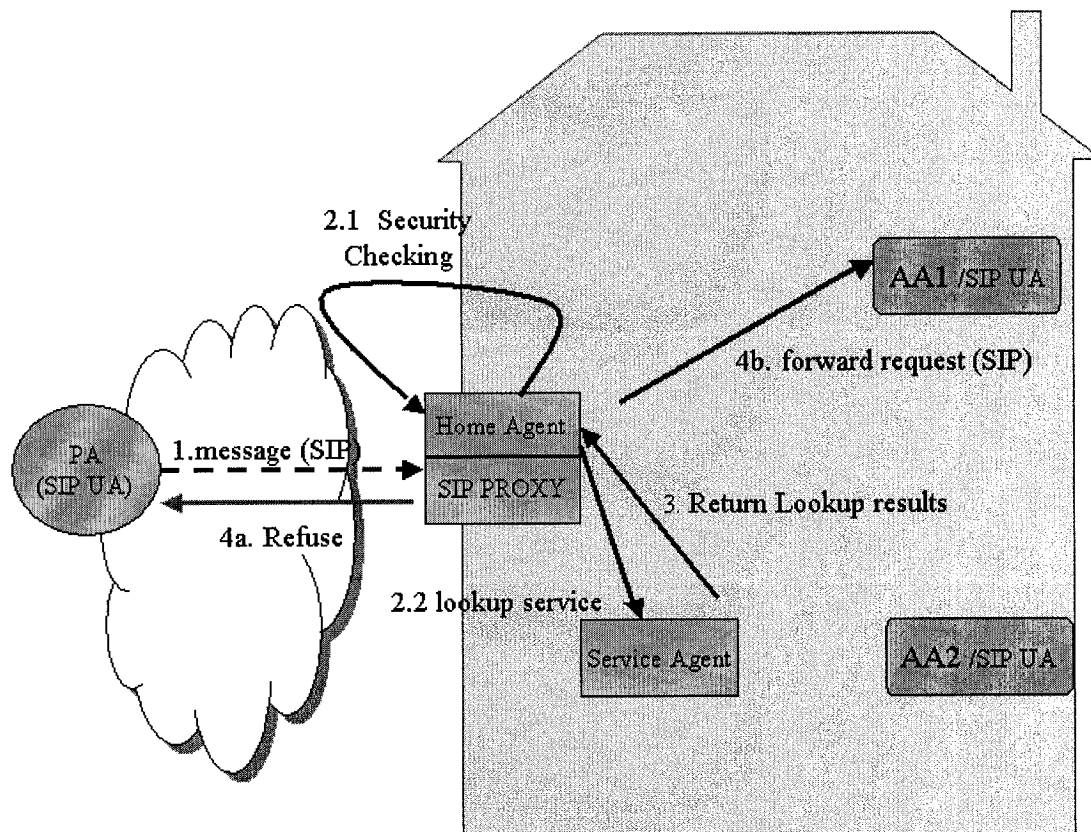 2.1 Security
Checking
AA1 /SIP UA
4b. forward request (SIP)
Home Agent
PA
(SIP UA)
1.message (SIP)
SIP PROXY
3. Return Lookup results
4a. Refuse
2.2 lookup service
Service Agent
AA2 /SIP UA